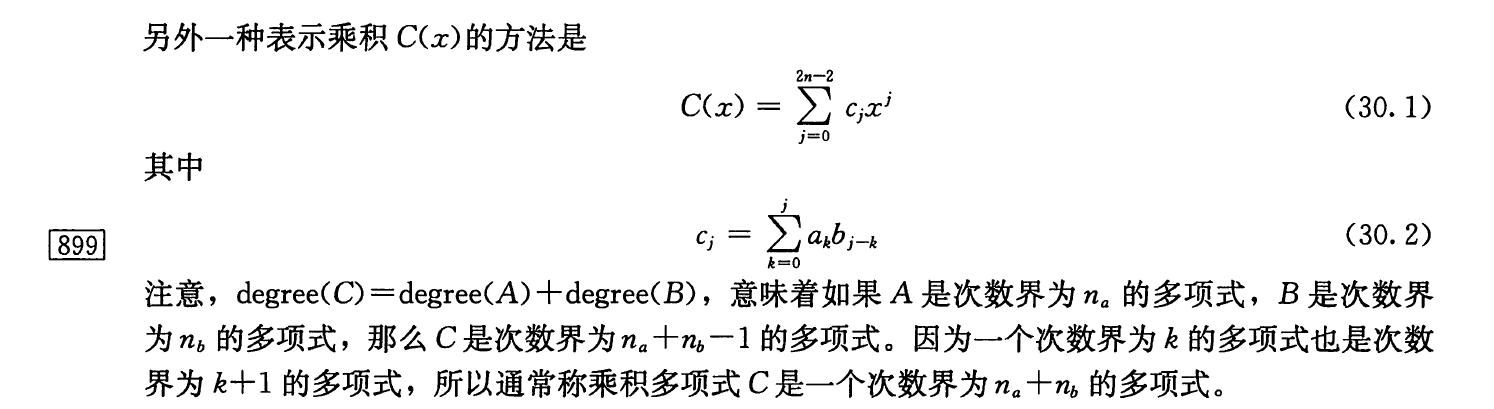 另外一种表示乘积 C(x)的方法是
C(x) = ∑_{j=0}^{2n−2} c_j x^j (30.1)
其中
899 c_j = ∑_{k=0}^{j} a_k b_{j−k} (30.2)
注意，degree(C)=degree(A)+degree(B)，意味着如果 A 是次数界为 n_a 的多项式，B 是次数界
为 n_b 的多项式，那么 C 是次数界为 n_a+n_b−1 的多项式。因为一个次数界为 k 的多项式也是次数
界为 k+1 的多项式，所以通常称乘积多项式 C 是一个次数界为 n_a+n_b 的多项式。